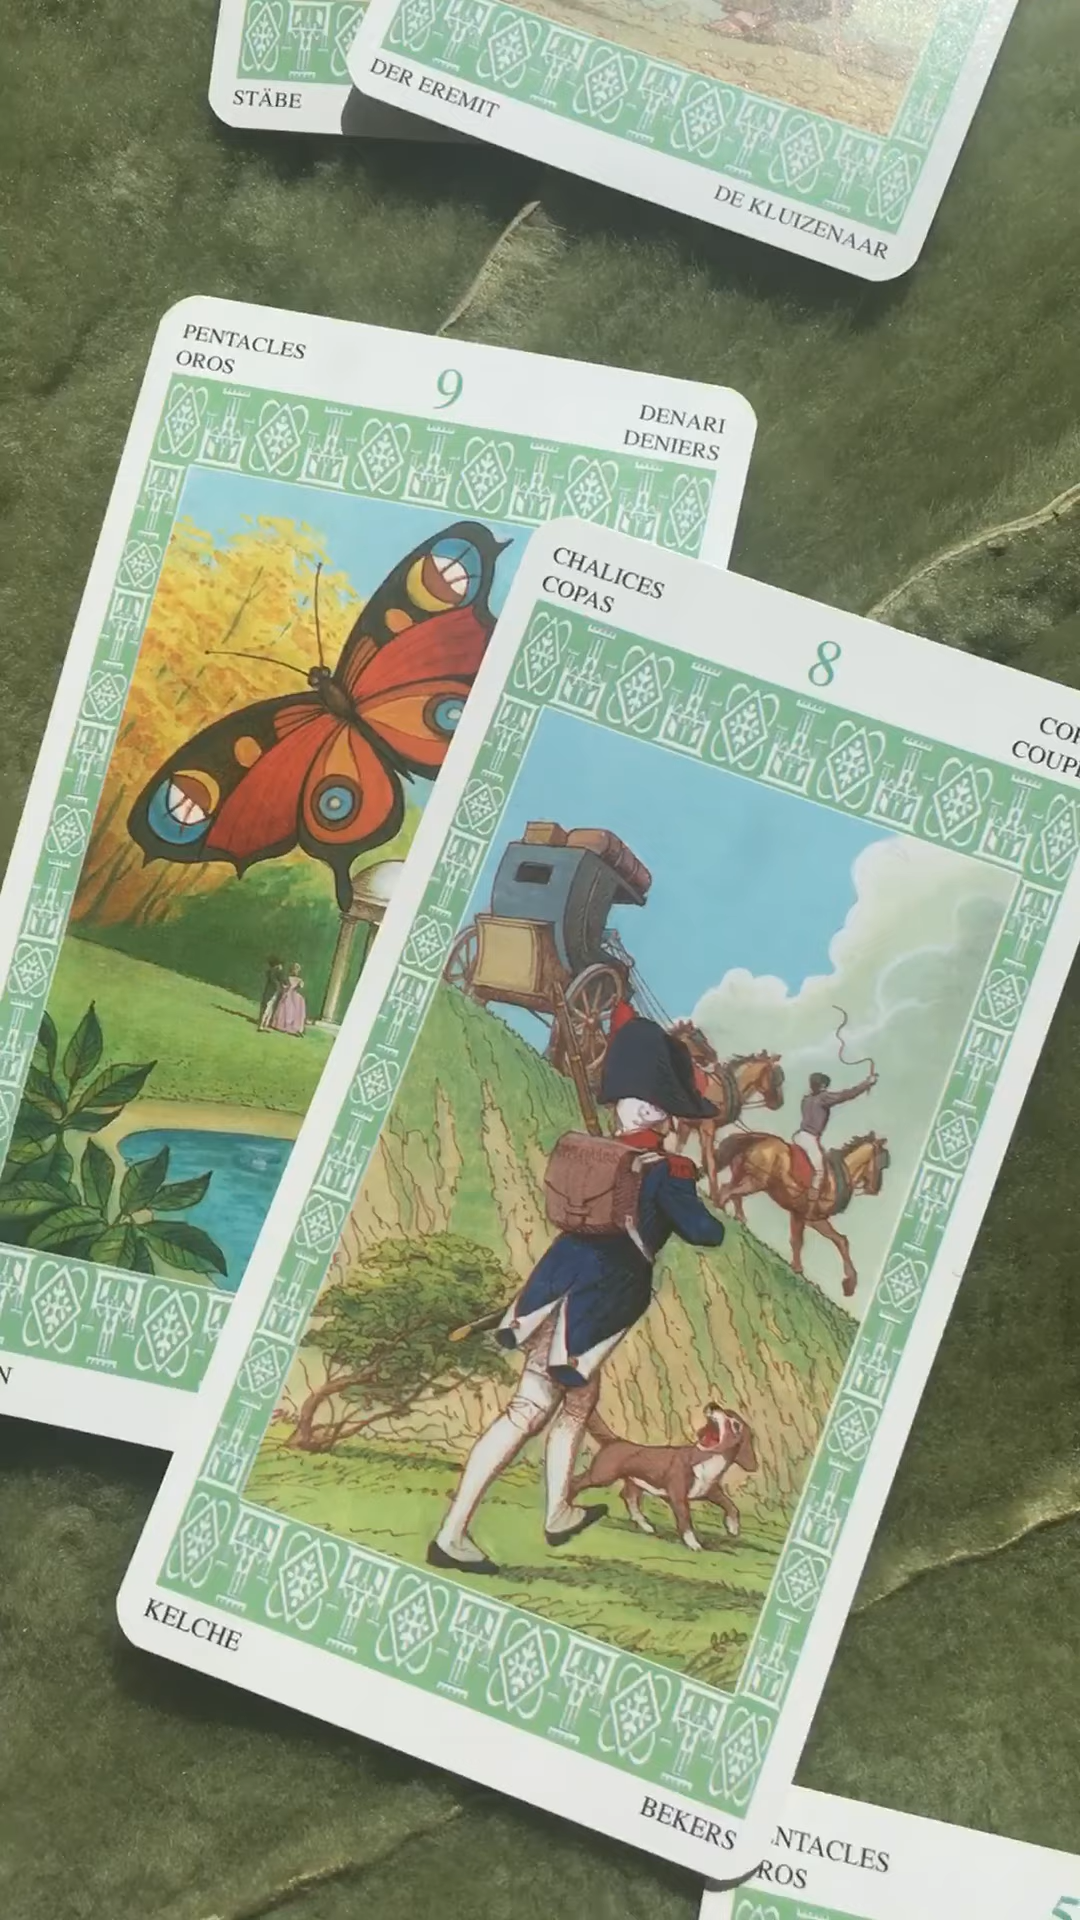 STÄBE
DER EREMIT
DE KLUIZENAAR
PENTACLES
OROS
9
DENARI
DENIERS
CHALICES
COPAS
8
KELCHE
BEKERS